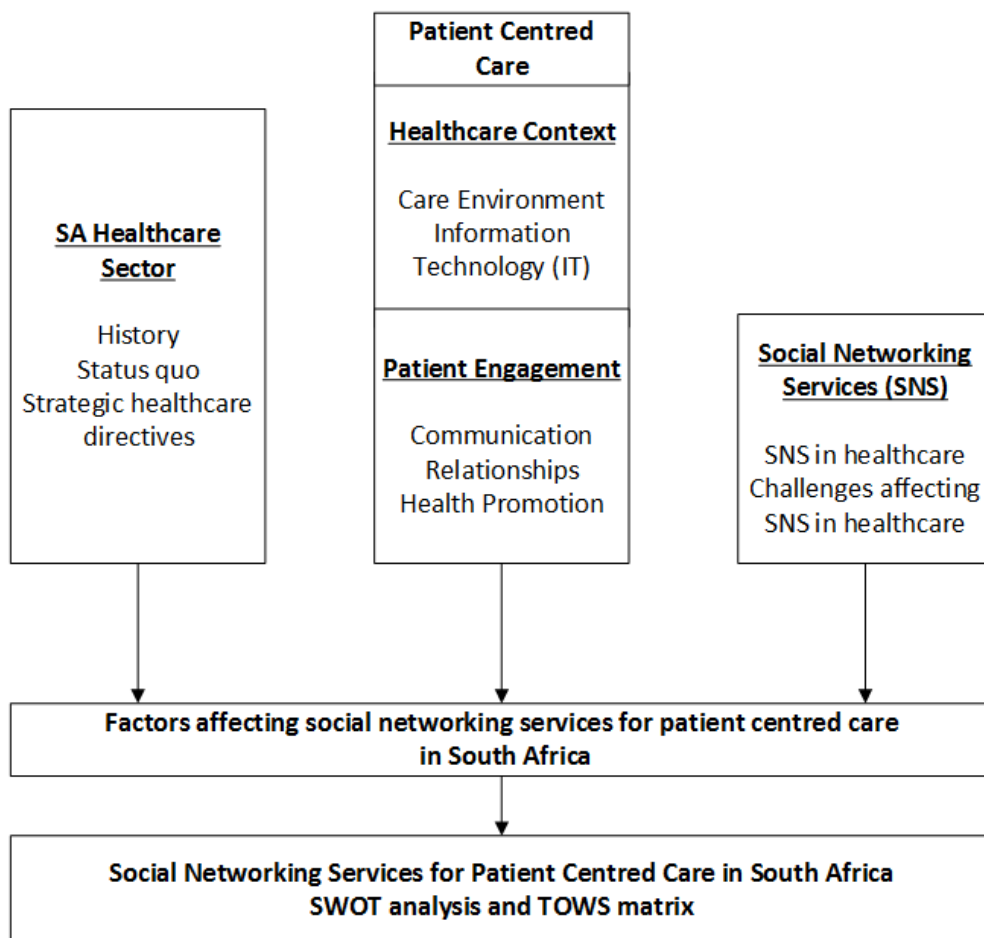 Patient Centred
Care
Healthcare Context
Care Environment
Information
Technology (IT)
Patient Engagement
Communication
Relationships
Health Promotion
SA Healthcare
Sector
History
Status quo
Strategic healthcare
directives
Social Networking
Services (SNS)
SNS in healthcare
Challenges affecting
SNS in healthcare
Factors affecting social networking services for patient centred care
in South Africa
Social Networking Services for Patient Centred Care in South Africa
SWOT analysis and TOWS matrix